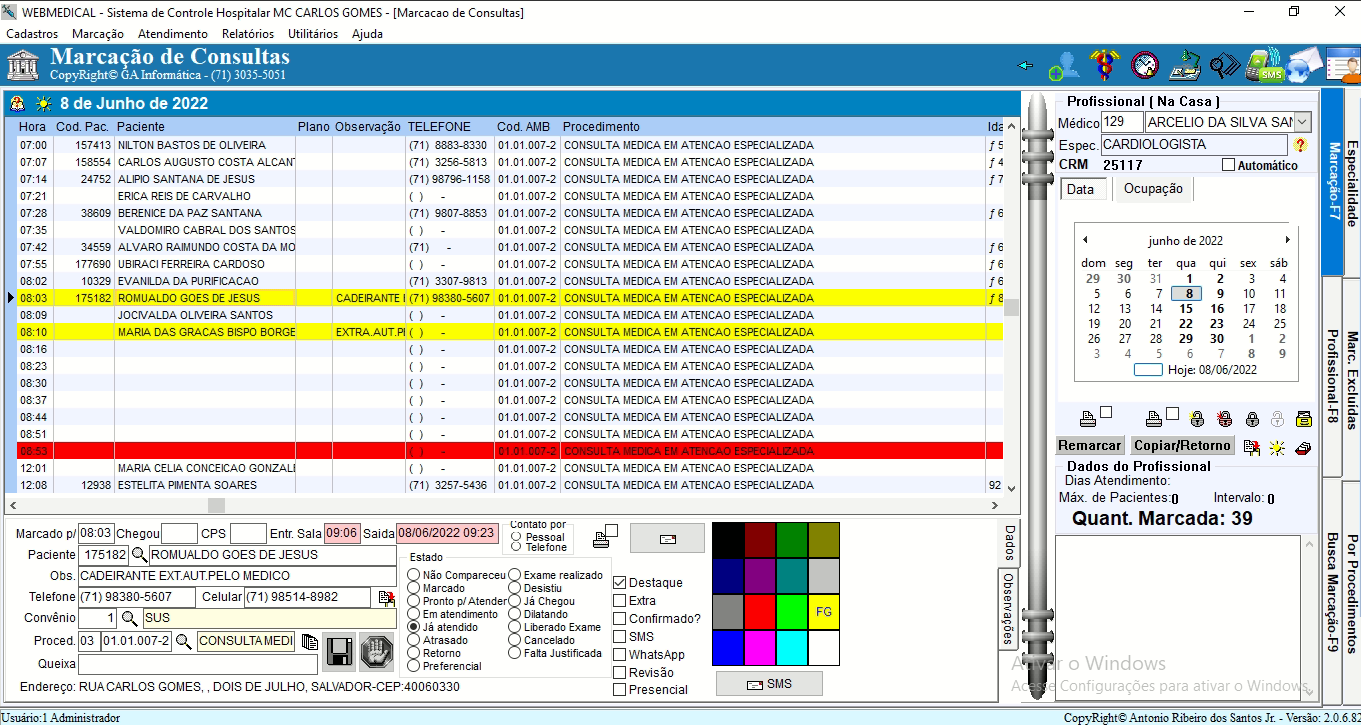 WEBMEDICAL - Sistema de Controle Hospitalar MC CARLOS GOMES - [Marcacao de Consultas]
Cadastros Marcação Atendimento Relatórios Utilitários Ajuda
Marcação de Consultas
CopyRight© GA Informática - (71) 3035-5051
SMS
8 de Junho de 2022
Hora Cod. Pac. Paciente Plano Observação TELEFONE Cod. AMB Procedimento Ida
07:00 157413 NILTON BASTOS DE OLIVEIRA (71) 8883-8330 01.01.007-2 CONSULTA MEDICA EM ATENCAO ESPECIALIZADA ƒ 5
07:07 158554 CARLOS AUGUSTO COSTA ALCAN (71) 3256-5813 01.01.007-2 CONSULTA MEDICA EM ATENCAO ESPECIALIZADA ƒ 4
07:14 24752 ALIPIO SANTANA DE JESUS (71) 98796-1158 01.01.007-2 CONSULTA MEDICA EM ATENCAO ESPECIALIZADA ƒ 7
07:21 ERICA REIS DE CARVALHO ( ) - 01.01.007-2 CONSULTA MEDICA EM ATENCAO ESPECIALIZADA
07:28 38609 BERENICE DA PAZ SANTANA (71) 9807-8853 01.01.007-2 CONSULTA MEDICA EM ATENCAO ESPECIALIZADA ƒ 6
07:35 VALDOMIRO CABRAL DOS SANTOS ( ) - 01.01.007-2 CONSULTA MEDICA EM ATENCAO ESPECIALIZADA
07:42 34559 ALVARO RAIMUNDO COSTA DA MO (71) - 01.01.007-2 CONSULTA MEDICA EM ATENCAO ESPECIALIZADA ƒ 6
07:55 177690 UBIRACI FERREIRA CARDOSO ( ) - 01.01.007-2 CONSULTA MEDICA EM ATENCAO ESPECIALIZADA ƒ 6
08:02 10329 EVANILDA DA PURIFICACAO (71) 3307-9813 01.01.007-2 CONSULTA MEDICA EM ATENCAO ESPECIALIZADA ƒ 6
08:03 175182 ROMUALDO GOES DE JESUS CADEIRANTE (71) 98380-5607 01.01.007-2 CONSULTA MEDICA EM ATENCAO ESPECIALIZADA ƒ 8
08:09 JOCIVALDA OLIVEIRA SANTOS ( ) - 01.01.007-2 CONSULTA MEDICA EM ATENCAO ESPECIALIZADA
08:10 MARIA DAS GRACAS BISPO BORGE EXTRA.AUT.PI ( ) - 01.01.007-2 CONSULTA MEDICA EM ATENCAO ESPECIALIZADA
08:16 ( ) - 01.01.007-2 CONSULTA MEDICA EM ATENCAO ESPECIALIZADA
08:23 ( ) - 01.01.007-2 CONSULTA MEDICA EM ATENCAO ESPECIALIZADA
08:30 ( ) - 01.01.007-2 CONSULTA MEDICA EM ATENCAO ESPECIALIZADA
08:37 ( ) - 01.01.007-2 CONSULTA MEDICA EM ATENCAO ESPECIALIZADA
08:44 ( ) - 01.01.007-2 CONSULTA MEDICA EM ATENCAO ESPECIALIZADA
08:51 ( ) - 01.01.007-2 CONSULTA MEDICA EM ATENCAO ESPECIALIZADA
08:53 ( ) - 01.01.007-2 CONSULTA MEDICA EM ATENCAO ESPECIALIZADA
12:01 MARIA CELIA CONCEICAO GONZALE ( ) - 01.01.007-2 CONSULTA MEDICA EM ATENCAO ESPECIALIZADA
12:08 12938 ESTELITA PIMENTA SOARES (71) 3257-5436 01.01.007-2 CONSULTA MEDICA EM ATENCAO ESPECIALIZADA 92
Profissional [ Na Casa ]
Médico 129 ARCELIO DA SILVA SAN
Espec. CARDIOLOGISTA ?
CRM 25117 Automático
Data Ocupação
junho de 2022
dom seg ter qua qui sex sáb
29 30 31 1 2 3 4
5 6 7 8 9 10 11
12 13 14 15 16 17 18
19 20 21 22 23 24 25
26 27 28 29 30 1 2
3 4 5 6 7 8 9
Hoje: 08/06/2022
Remarcar Copiar/Retorno
Dados do Profissional
Dias Atendimento:
Máx. de Pacientes:0 Intervalo: 0
Quant. Marcada: 39
Especialidade
Marcação-F7
Marc. Excluidas
Profissional-F8
Por Procedimentos
Busca Marcação-F9
Marcado p/ 08:03 Chegou CPS Entr. Sala 09:06 Saida 08/06/2022 09:23
Contato por
Pessoal
Telefone
Paciente 175182 ROMUALDO GOES DE JESUS
Obs. CADEIRANTE EXT.AUT.PELO MEDICO
Telefone (71) 98380-5607 Celular (71) 98514-8982
Convênio 1 SUS
Proced. 03 01.01.007-2 CONSULTA MEDI
Queixa
Endereço: RUA CARLOS GOMES, , DOIS DE JULHO, SALVADOR-CEP:40060330
Estado
Não Compareceu Exame realizado
Marcado Desistiu
Pronto p/ Atender Já Chegou
Em atendimento Dilatando
Já atendido Liberado Exame
Atrasado Cancelado
Retorno Falta Justificada
Preferencial
Destaque
Extra
Confirmado?
SMS
WhatsApp
Revisão
Presencial
FG
SMS
Dados
Observações
Ativar o Windows
Acesse Configurações para ativar o Windows.
Usuário:1 Administrador
CopyRight© Antonio Ribeiro dos Santos Jr. - Versão: 2.0.6.82